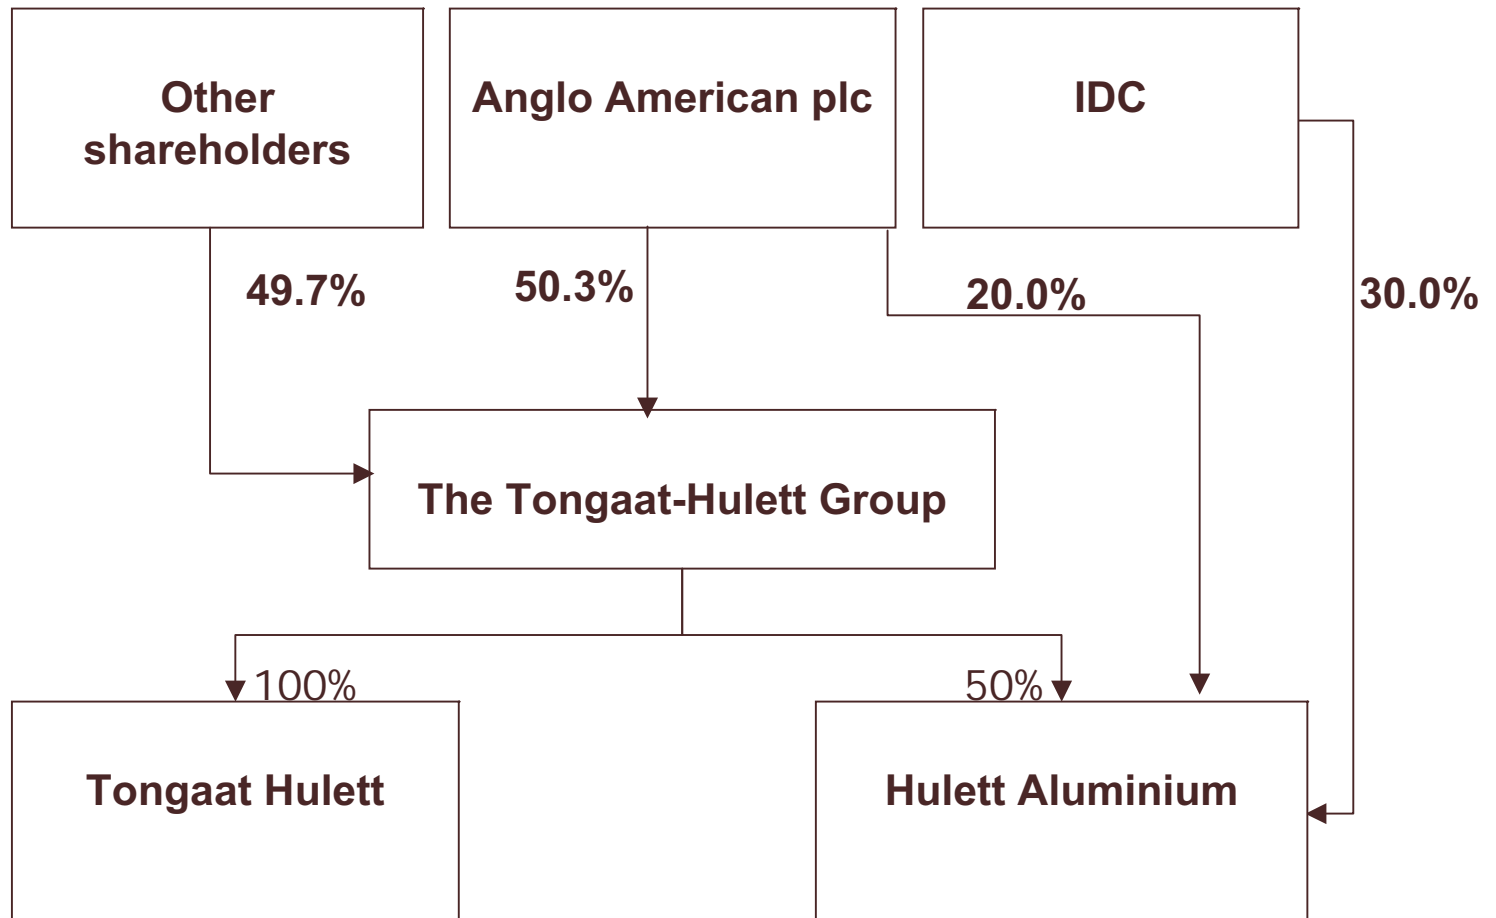 Other
shareholders
Anglo American plc
IDC
49.7%
50.3%
20.0%
30.0%
The Tongaat-Hulett Group
100%
50%
Tongaat Hulett
Hulett Aluminium